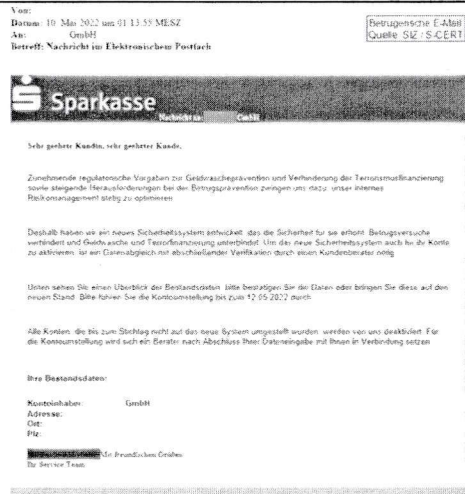 Von:
Datum: 10. Mai 2022 um 01:13:55 MESZ
An: GmbH
Betreff: Nachricht im Elektronischem Postfach
Betrügerische E-Mail
Quelle: SIZ / S-CERT
Sparkasse
Nachricht an: GmbH
Sehr geehrte Kundin, sehr geehrter Kunde,
Zunehmende regulatorische Vorgaben zur Geldwäscheprävention und Verhinderung der Terrorismusfinanzierung
sowie steigende Herausforderungen bei der Betrugsprävention zwingen uns dazu, unser internes
Risikomanagement stetig zu optimieren.
Deshalb haben wir ein neues Sicherheitssystem entwickelt, das die Sicherheit für sie erhöht, Betrugsversuche
verhindert und Geldwäsche und Terrorfinanzierung unterbindet. Um das neue Sicherheitssystem auch für ihr Konto
zu aktivieren, ist ein Datenabgleich mit abschließender Verifikation durch einen Kundenberater nötig.
Unten sehen Sie einen Überblick der Bestandsdaten, bitte bestätigen Sie die Daten oder bringen Sie diese auf den
neuen Stand. Bitte führen Sie die Kontoumstellung bis zum 12.05.2022 durch.
Alle Konten, die bis zum Stichtag nicht auf das neue System umgestellt wurden, werden von uns deaktiviert. Für
die Kontoumstellung wird sich ein Berater nach Abschluss Ihrer Dateneingabe mit Ihnen in Verbindung setzen.
Ihre Bestandsdaten:
Kontoinhaber: GmbH
Adresse:
Ort:
Plz:
Mit freundlichen Grüßen
Ihr Service Team